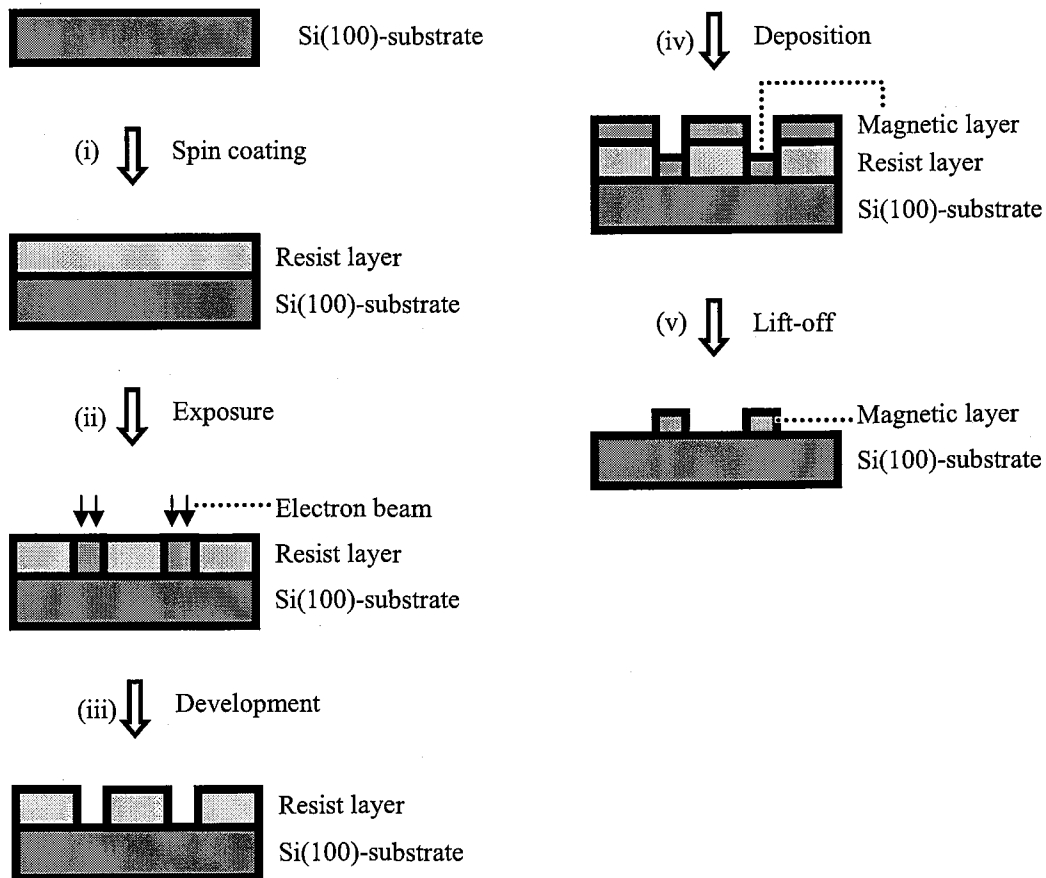 Si(100)-substrate
(i) Spin coating
Resist layer
Si(100)-substrate
(ii) Exposure
Electron beam
Resist layer
Si(100)-substrate
(iii) Development
Resist layer
Si(100)-substrate
(iv) Deposition
Magnetic layer
Resist layer
Si(100)-substrate
(v) Lift-off
Magnetic layer
Si(100)-substrate